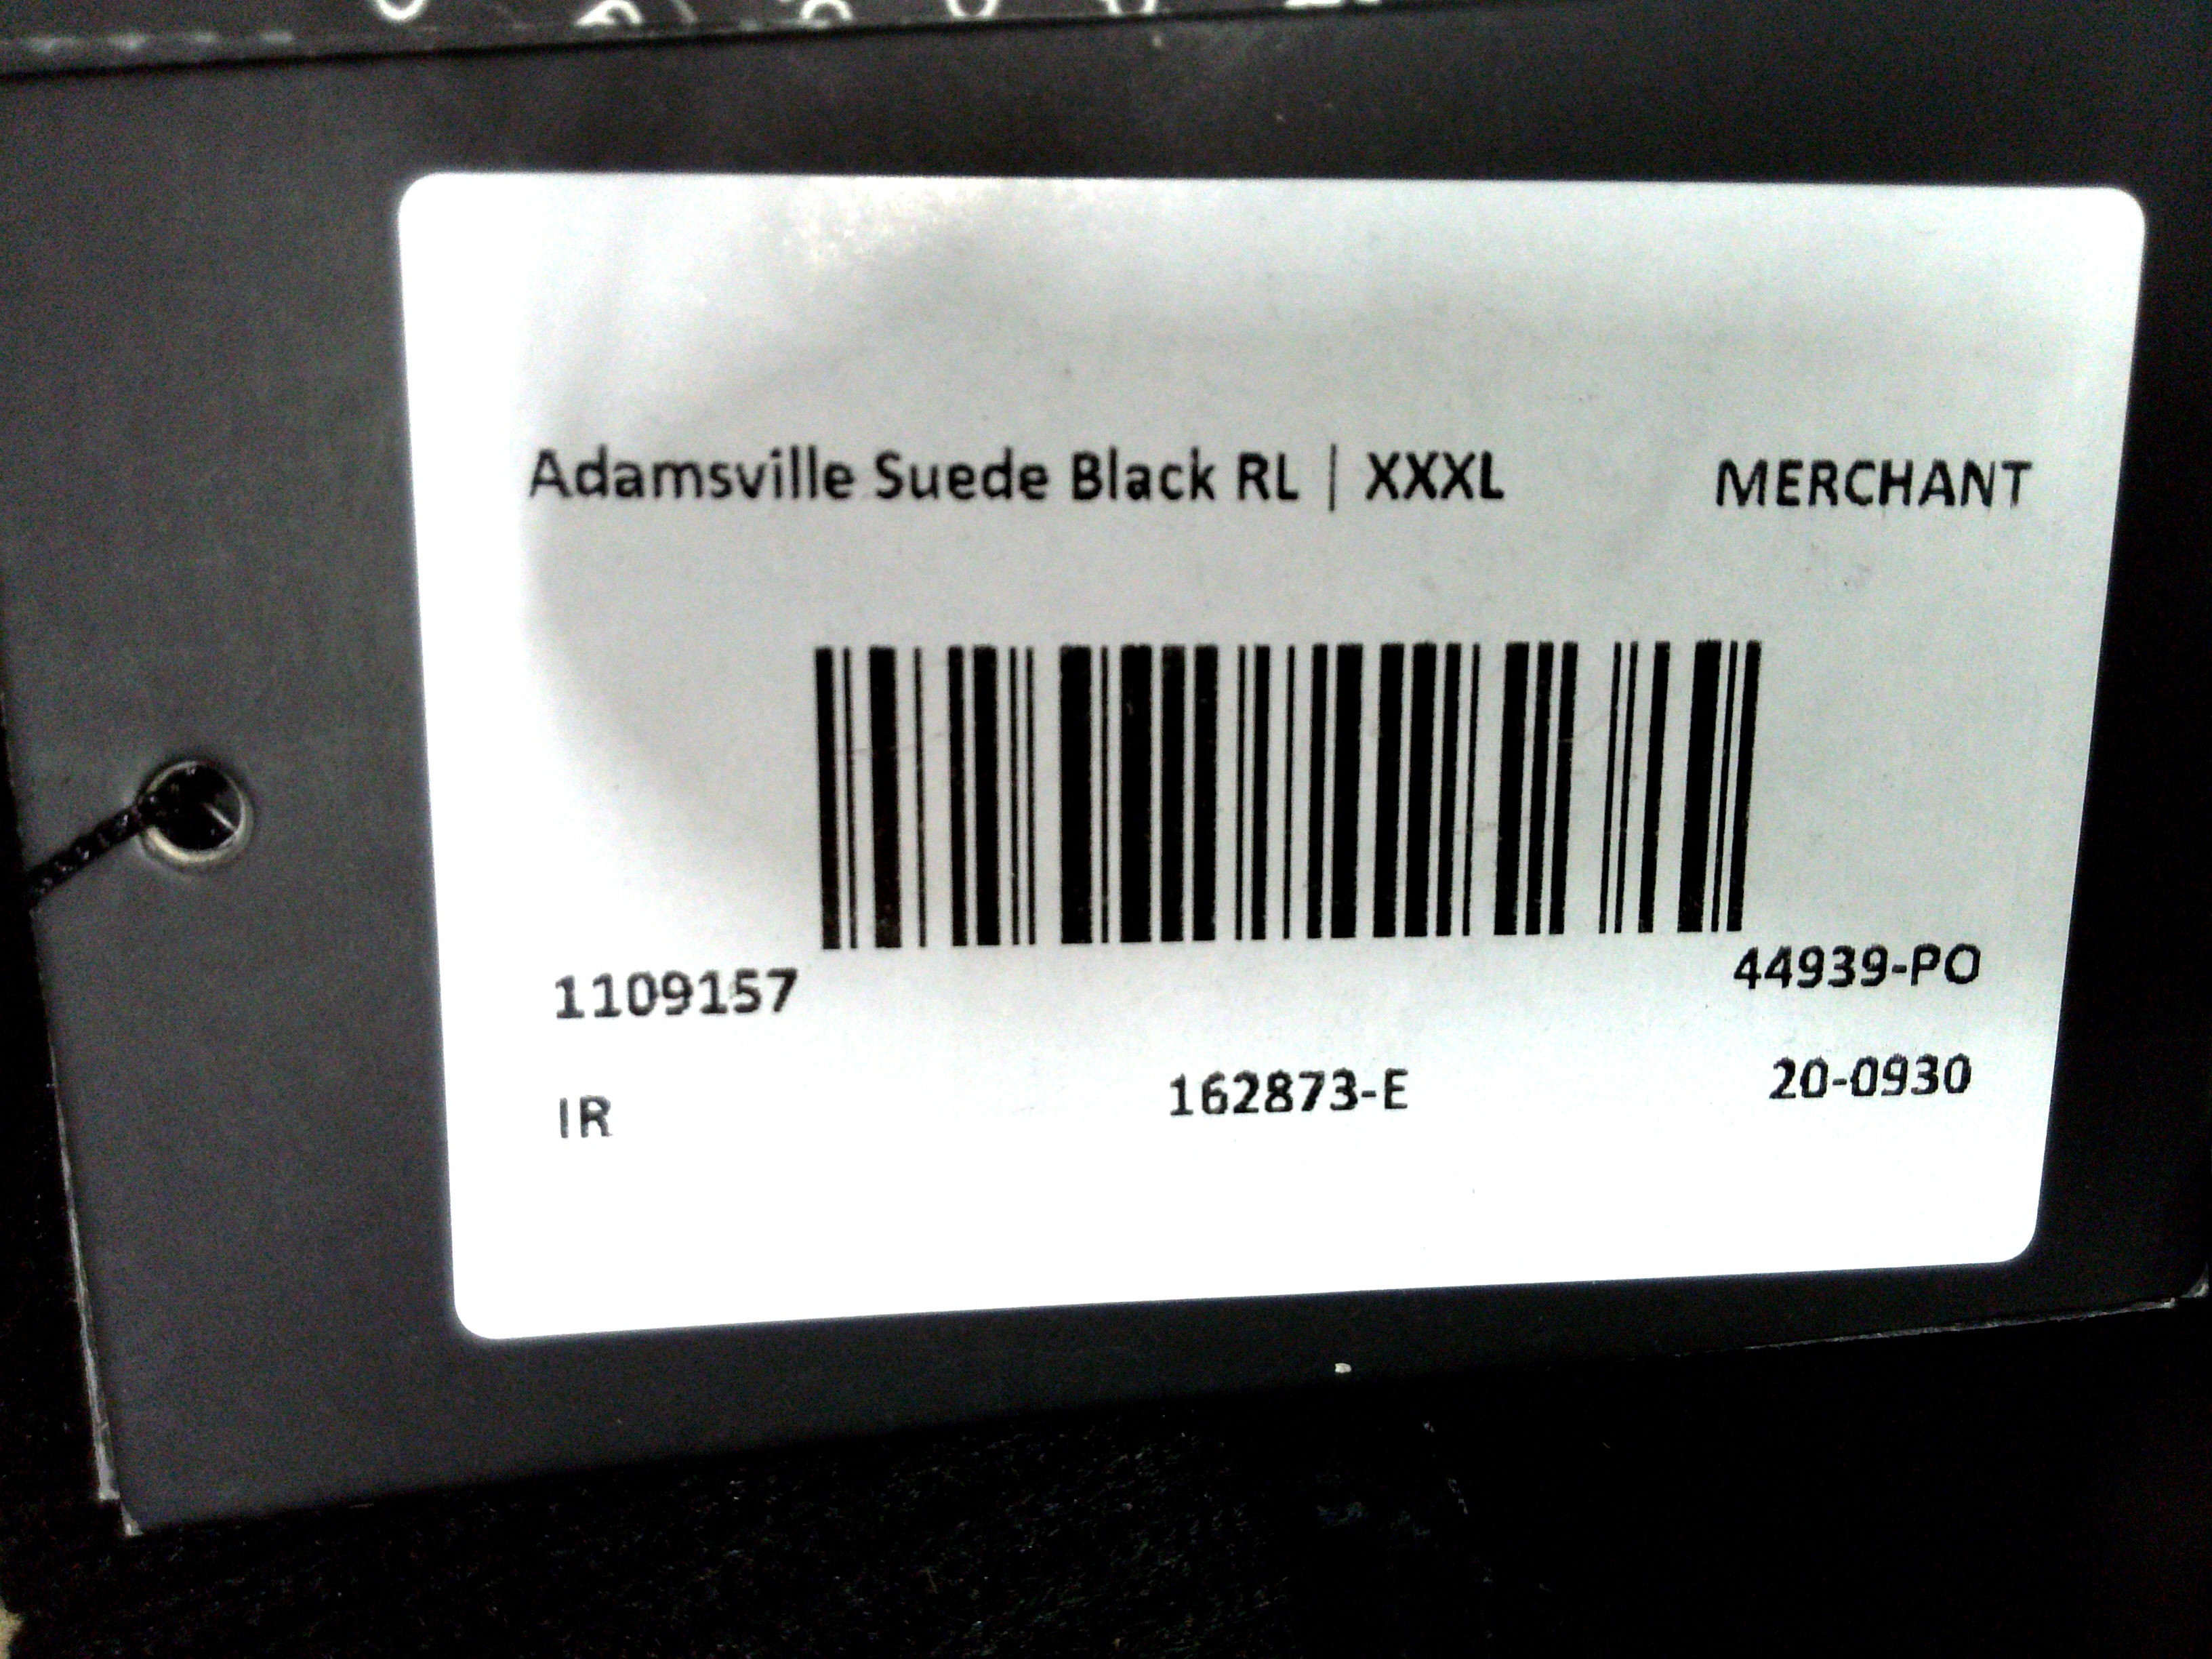 Adamsville Suede Black RL | XXXL MERCHANT
1109157 44939-PO
IR 162873-E 20-0930